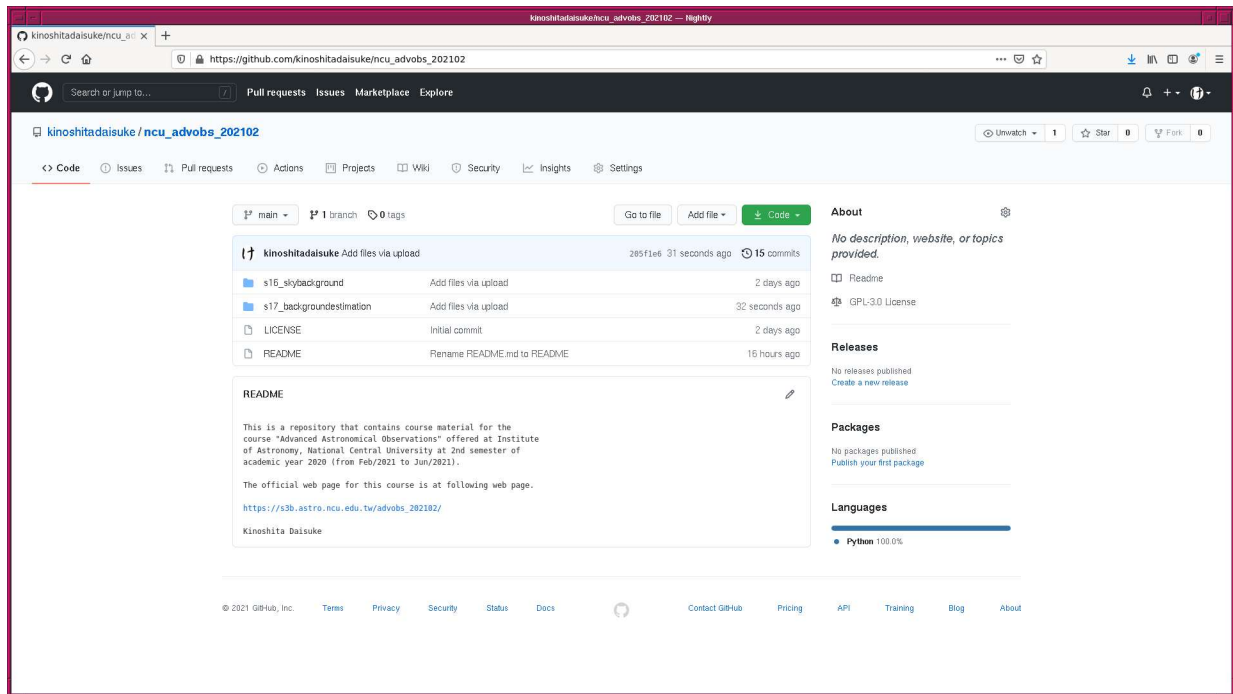 kinoshitadaisuke/ncu_advobs_202102 — Nightly
kinoshitadaisuke/ncu_ad
https://github.com/kinoshitadaisuke/ncu_advobs_202102
Search or jump to... / Pull requests Issues Marketplace Explore
kinoshitadaisuke / ncu_advobs_202102 Unwatch 1 Star 0 Fork 0
Code Issues Pull requests Actions Projects Wiki Security Insights Settings
main 1 branch 0 tags Go to file Add file Code
kinoshitadaisuke Add files via upload 205f1e6 31 seconds ago 15 commits
s16_skybackground Add files via upload 2 days ago
s17_backgroundestimation Add files via upload 32 seconds ago
LICENSE Initial commit 2 days ago
README Rename README.md to README 16 hours ago
README
This is a repository that contains course material for the
course "Advanced Astronomical Observations" offered at Institute
of Astronomy, National Central University at 2nd semester of
academic year 2020 (from Feb/2021 to Jun/2021).
The official web page for this course is at following web page.
https://s3b.astro.ncu.edu.tw/advobs_202102/
Kinoshita Daisuke
About
No description, website, or topics
provided.
Readme
GPL-3.0 License
Releases
No releases published
Create a new release
Packages
No packages published
Publish your first package
Languages
Python 100.0%
© 2021 GitHub, Inc. Terms Privacy Security Status Docs Contact GitHub Pricing API Training Blog About